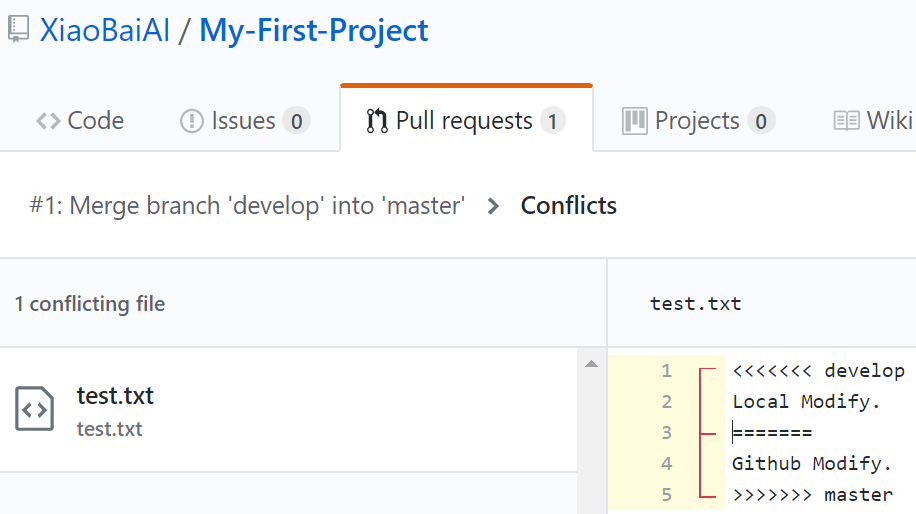 XiaoBaiAI / My-First-Project
Code Issues 0 Pull requests 1 Projects 0 Wiki
#1: Merge branch 'develop' into 'master' Conflicts
1 conflicting file
test.txt
test.txt
test.txt
1 <<<<<<< develop
2 Local Modify.
3 =======
4 Github Modify.
5 >>>>>>> master